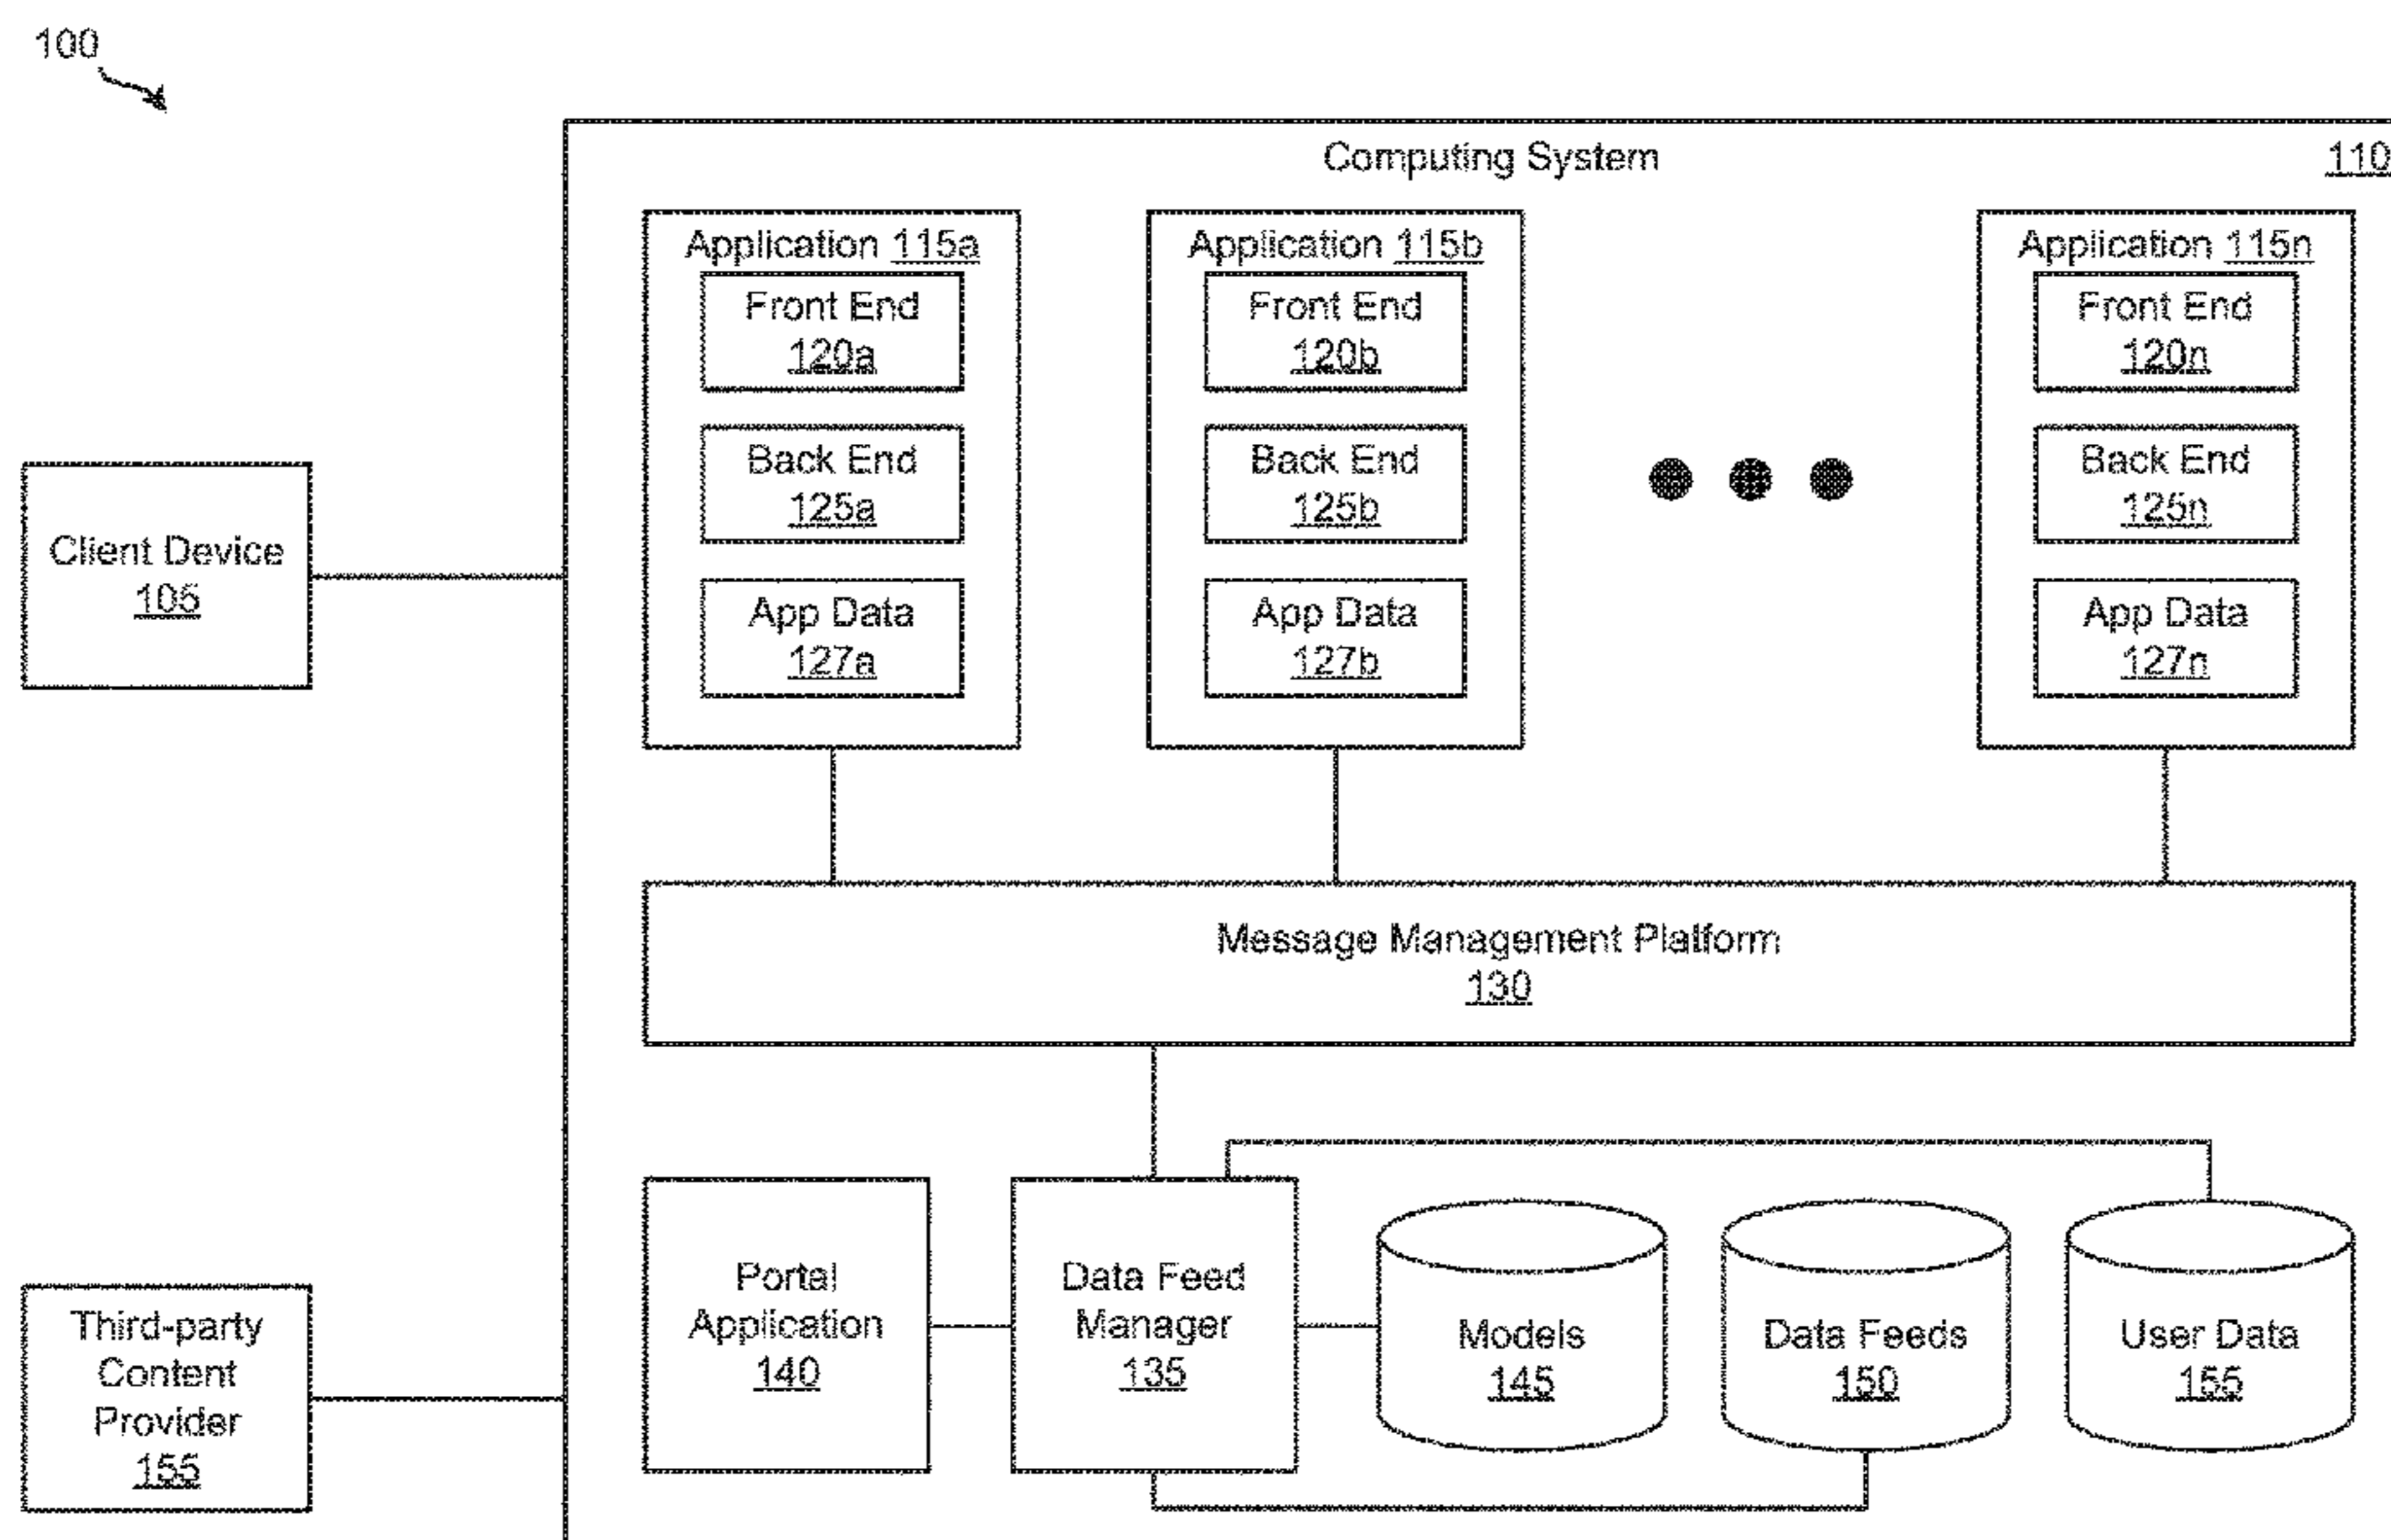 100
Computing System
110
Application 115a
Front End
120a
Back End
125a
App Data
127a
Application 115b
Front End
120b
Back End
125b
App Data
127b
Application 115n
Front End
120n
Back End
125n
App Data
127n
Client Device
105
Message Management Platform
130
Portal
Application
140
Data Feed
Manager
135
Models
145
Data Feeds
150
User Data
155
Third-party
Content
Provider
155